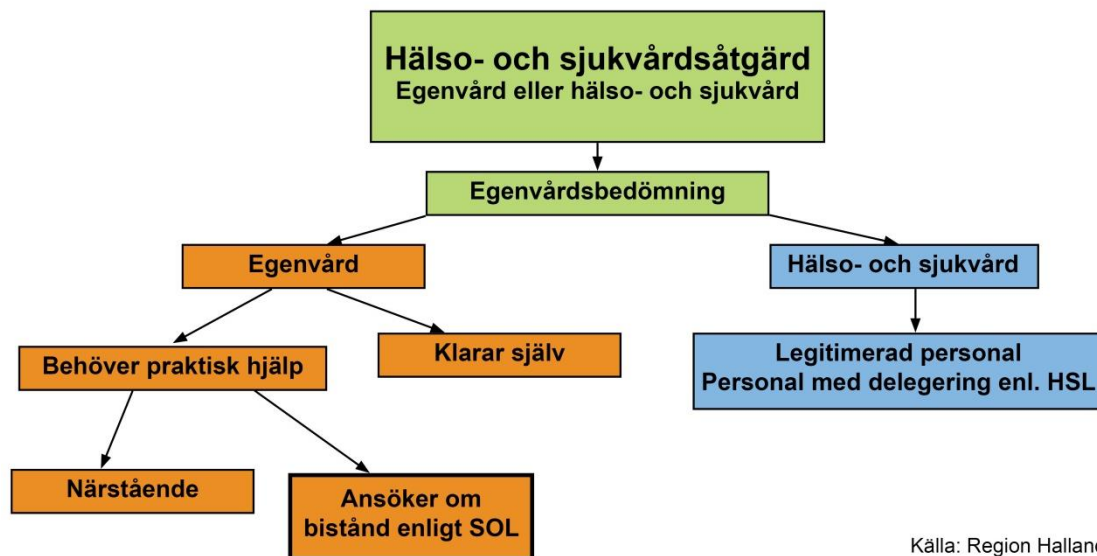 Hälso- och sjukvårdsåtgärd
Egenvård eller hälso- och sjukvård
Egenvårdsbedömning
Egenvård
Hälso- och sjukvård
Behöver praktisk hjälp
Klarar själv
Legitimerad personal
Personal med delegering enl. HSL
Närstående
Ansöker om
bistånd enligt SOL
Källa: Region Halland